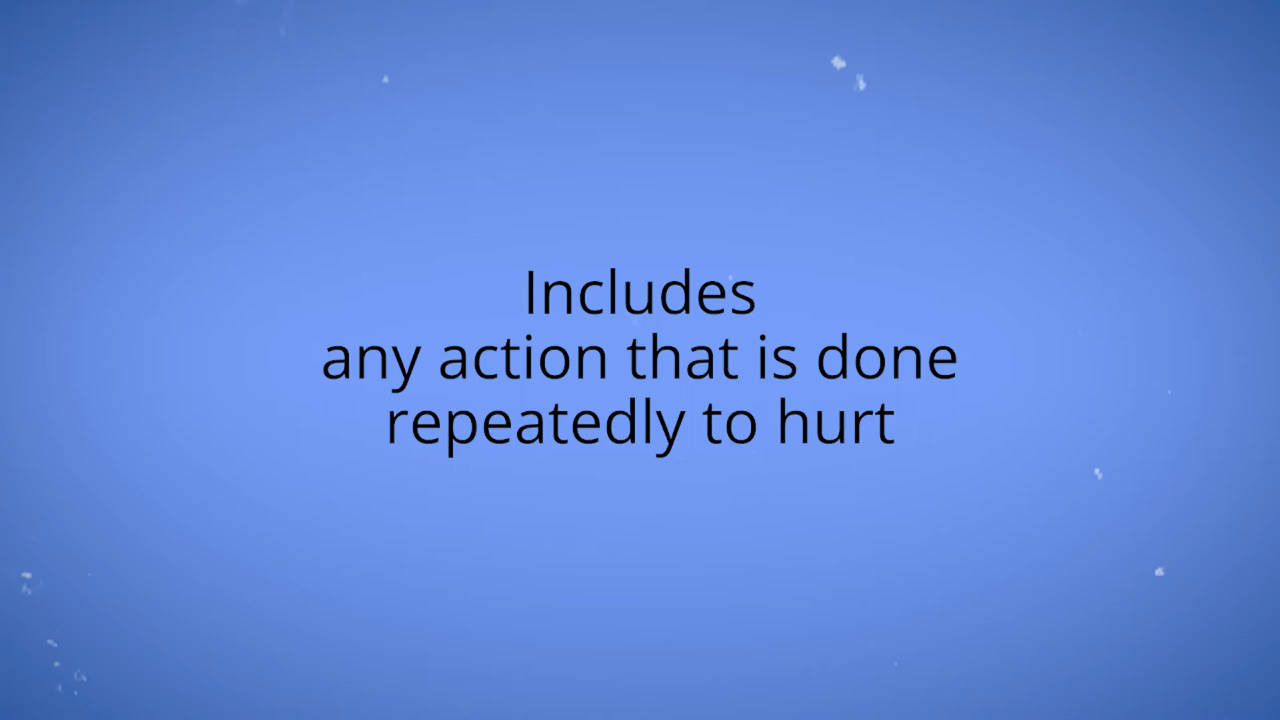 Includes
any action that is done
repeatedly to hurt